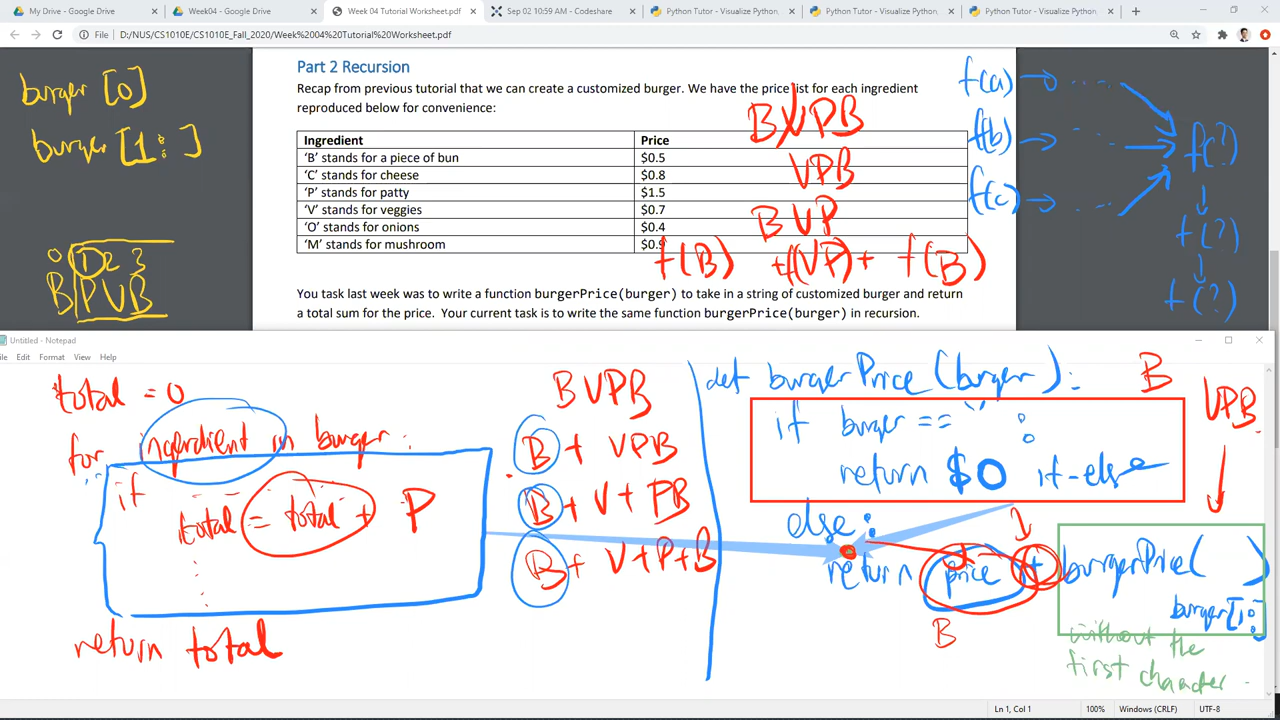 My Drive - Google Drive
Week04 - Google Drive
Week 04 Tutorial Worksheet.pdf
Sep 02 10:59 AM - Codeshare
Python Tutor - Visualize Python,
Python Tutor - Visualize Python,
Python Tutor - Visualize Python,
File D:/NUS/CS1010E/CS1010E_Fall_2020/Week%2004%20Tutorial%20Worksheet.pdf
burger [0]
burger [1:]
0 1 2 3
B P V B
Part 2 Recursion
Recap from previous tutorial that we can create a customized burger. We have the price list for each ingredient
reproduced below for convenience:
Ingredient Price
'B' stands for a piece of bun $0.5
'C' stands for cheese $0.8
'P' stands for patty $1.5
'V' stands for veggies $0.7
'O' stands for onions $0.4
'M' stands for mushroom $0.9
You task last week was to write a function burgerPrice(burger) to take in a string of customized burger and return
a total sum for the price. Your current task is to write the same function burgerPrice(burger) in recursion.
B VPB
VPB
B VP
f(B) + f(VP) + f(B)
f(a)
f(b)
f(c)
f(?)
f(?)
f(?)
Untitled - Notepad
File Edit Format View Help
total = 0
for ingredient in burger :
if
total = total + P
return total
B VPB
B + VPB
B + V + PB
B + V + P + B
def burgerPrice (burger) :
if burger == '' :
return $0 if-else
else :
return price + burgerPrice( )
burger[1:]
B
without the
first character
B
VPB
Ln 1, Col 1
100%
Windows (CRLF)
UTF-8